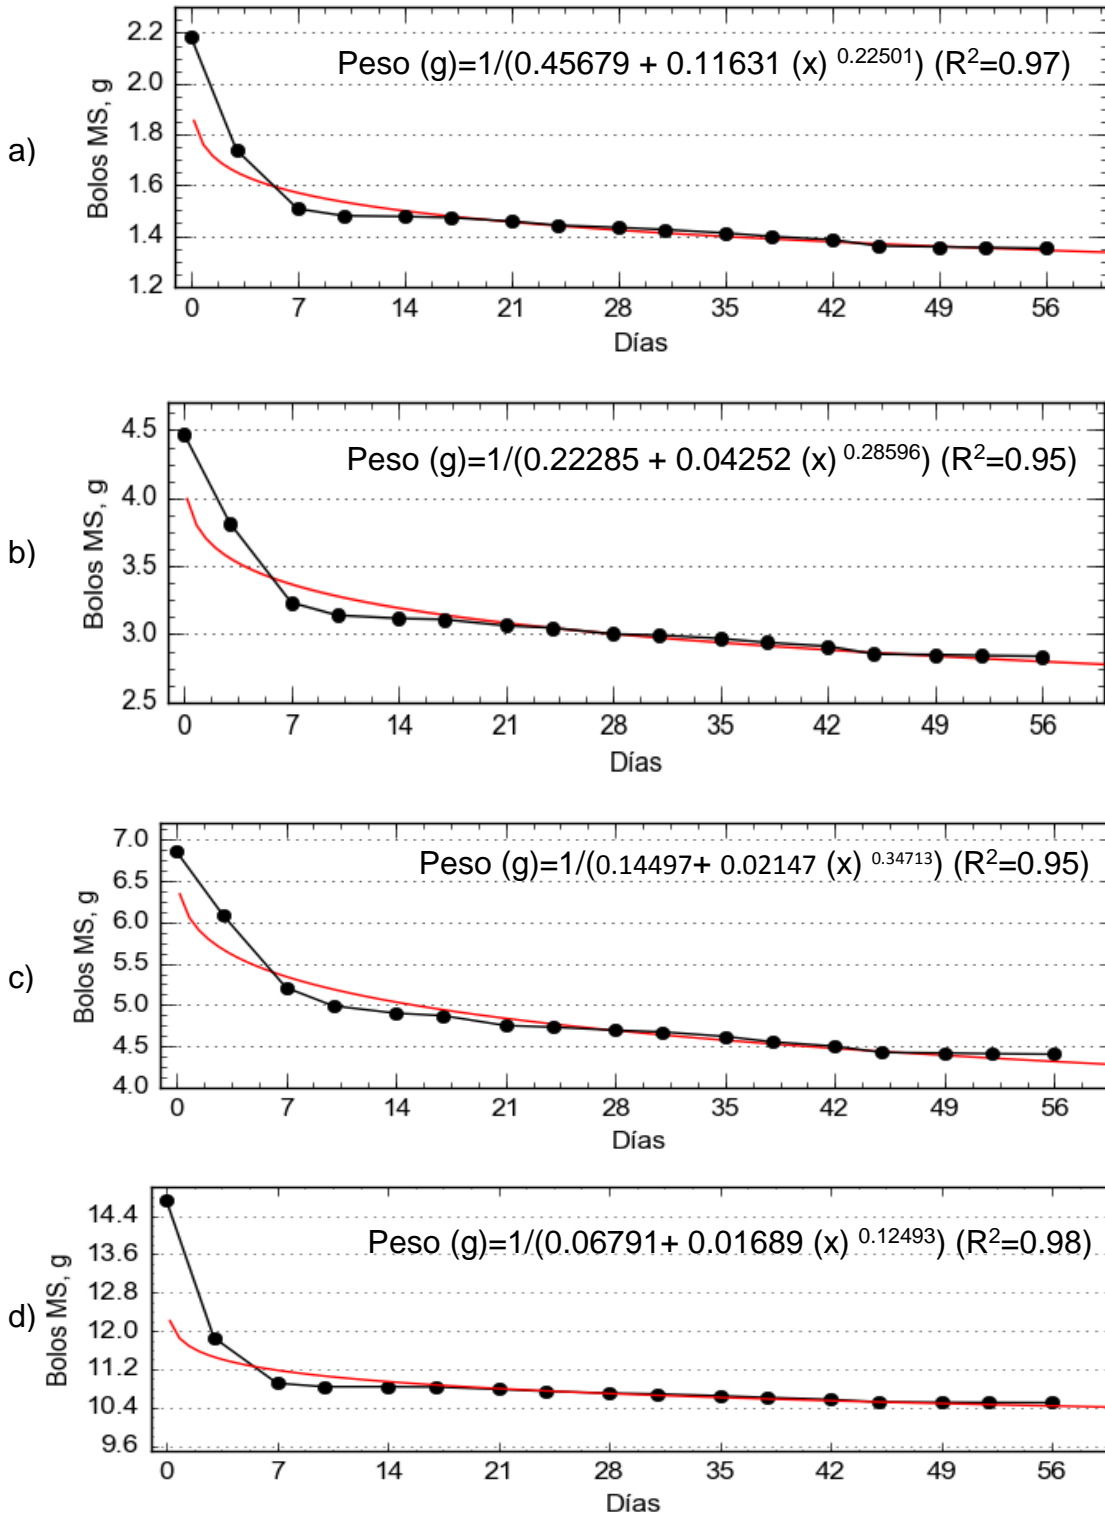 a)
Bolos MS, g
2.2
2.0
1.8
1.6
1.4
1.2
Peso (g)=1/(0.45679 + 0.11631 (x) 0.22501) (R2=0.97)
0 7 14 21 28 35 42 49 56
Días
b)
Bolos MS, g
4.5
4.0
3.5
3.0
2.5
Peso (g)=1/(0.22285 + 0.04252 (x) 0.28596) (R2=0.95)
0 7 14 21 28 35 42 49 56
Días
c)
Bolos MS, g
7.0
6.5
6.0
5.5
5.0
4.5
4.0
Peso (g)=1/(0.14497+ 0.02147 (x) 0.34713) (R2=0.95)
0 7 14 21 28 35 42 49 56
Días
d)
Bolos MS, g
14.4
13.6
12.8
12.0
11.2
10.4
9.6
Peso (g)=1/(0.06791+ 0.01689 (x) 0.12493) (R2=0.98)
0 7 14 21 28 35 42 49 56
Días